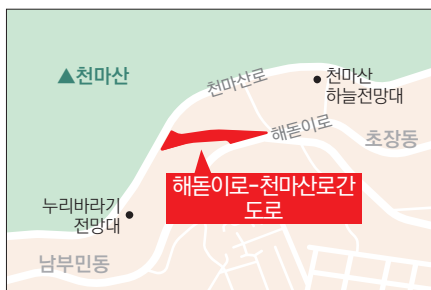 ▲천마산
천마산로
천마산
하늘전망대
해돋이로
초장동
해돋이로-천마산로간
도로
누리바라기
전망대
남부민동